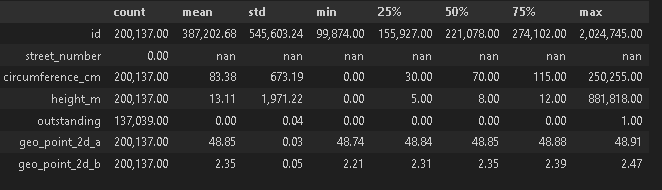 count mean std min 25% 50% 75% max
id 200,137.00 387,202.68 545,603.24 99,874.00 155,927.00 221,078.00 274,102.00 2,024,745.00
street_number 0.00 nan nan nan nan nan nan nan
circumference_cm 200,137.00 83.38 673.19 0.00 30.00 70.00 115.00 250,255.00
height_m 200,137.00 13.11 1,971.22 0.00 5.00 8.00 12.00 881,818.00
outstanding 137,039.00 0.00 0.04 0.00 0.00 0.00 0.00 1.00
geo_point_2d_a 200,137.00 48.85 0.03 48.74 48.84 48.85 48.88 48.91
geo_point_2d_b 200,137.00 2.35 0.05 2.21 2.31 2.35 2.39 2.47